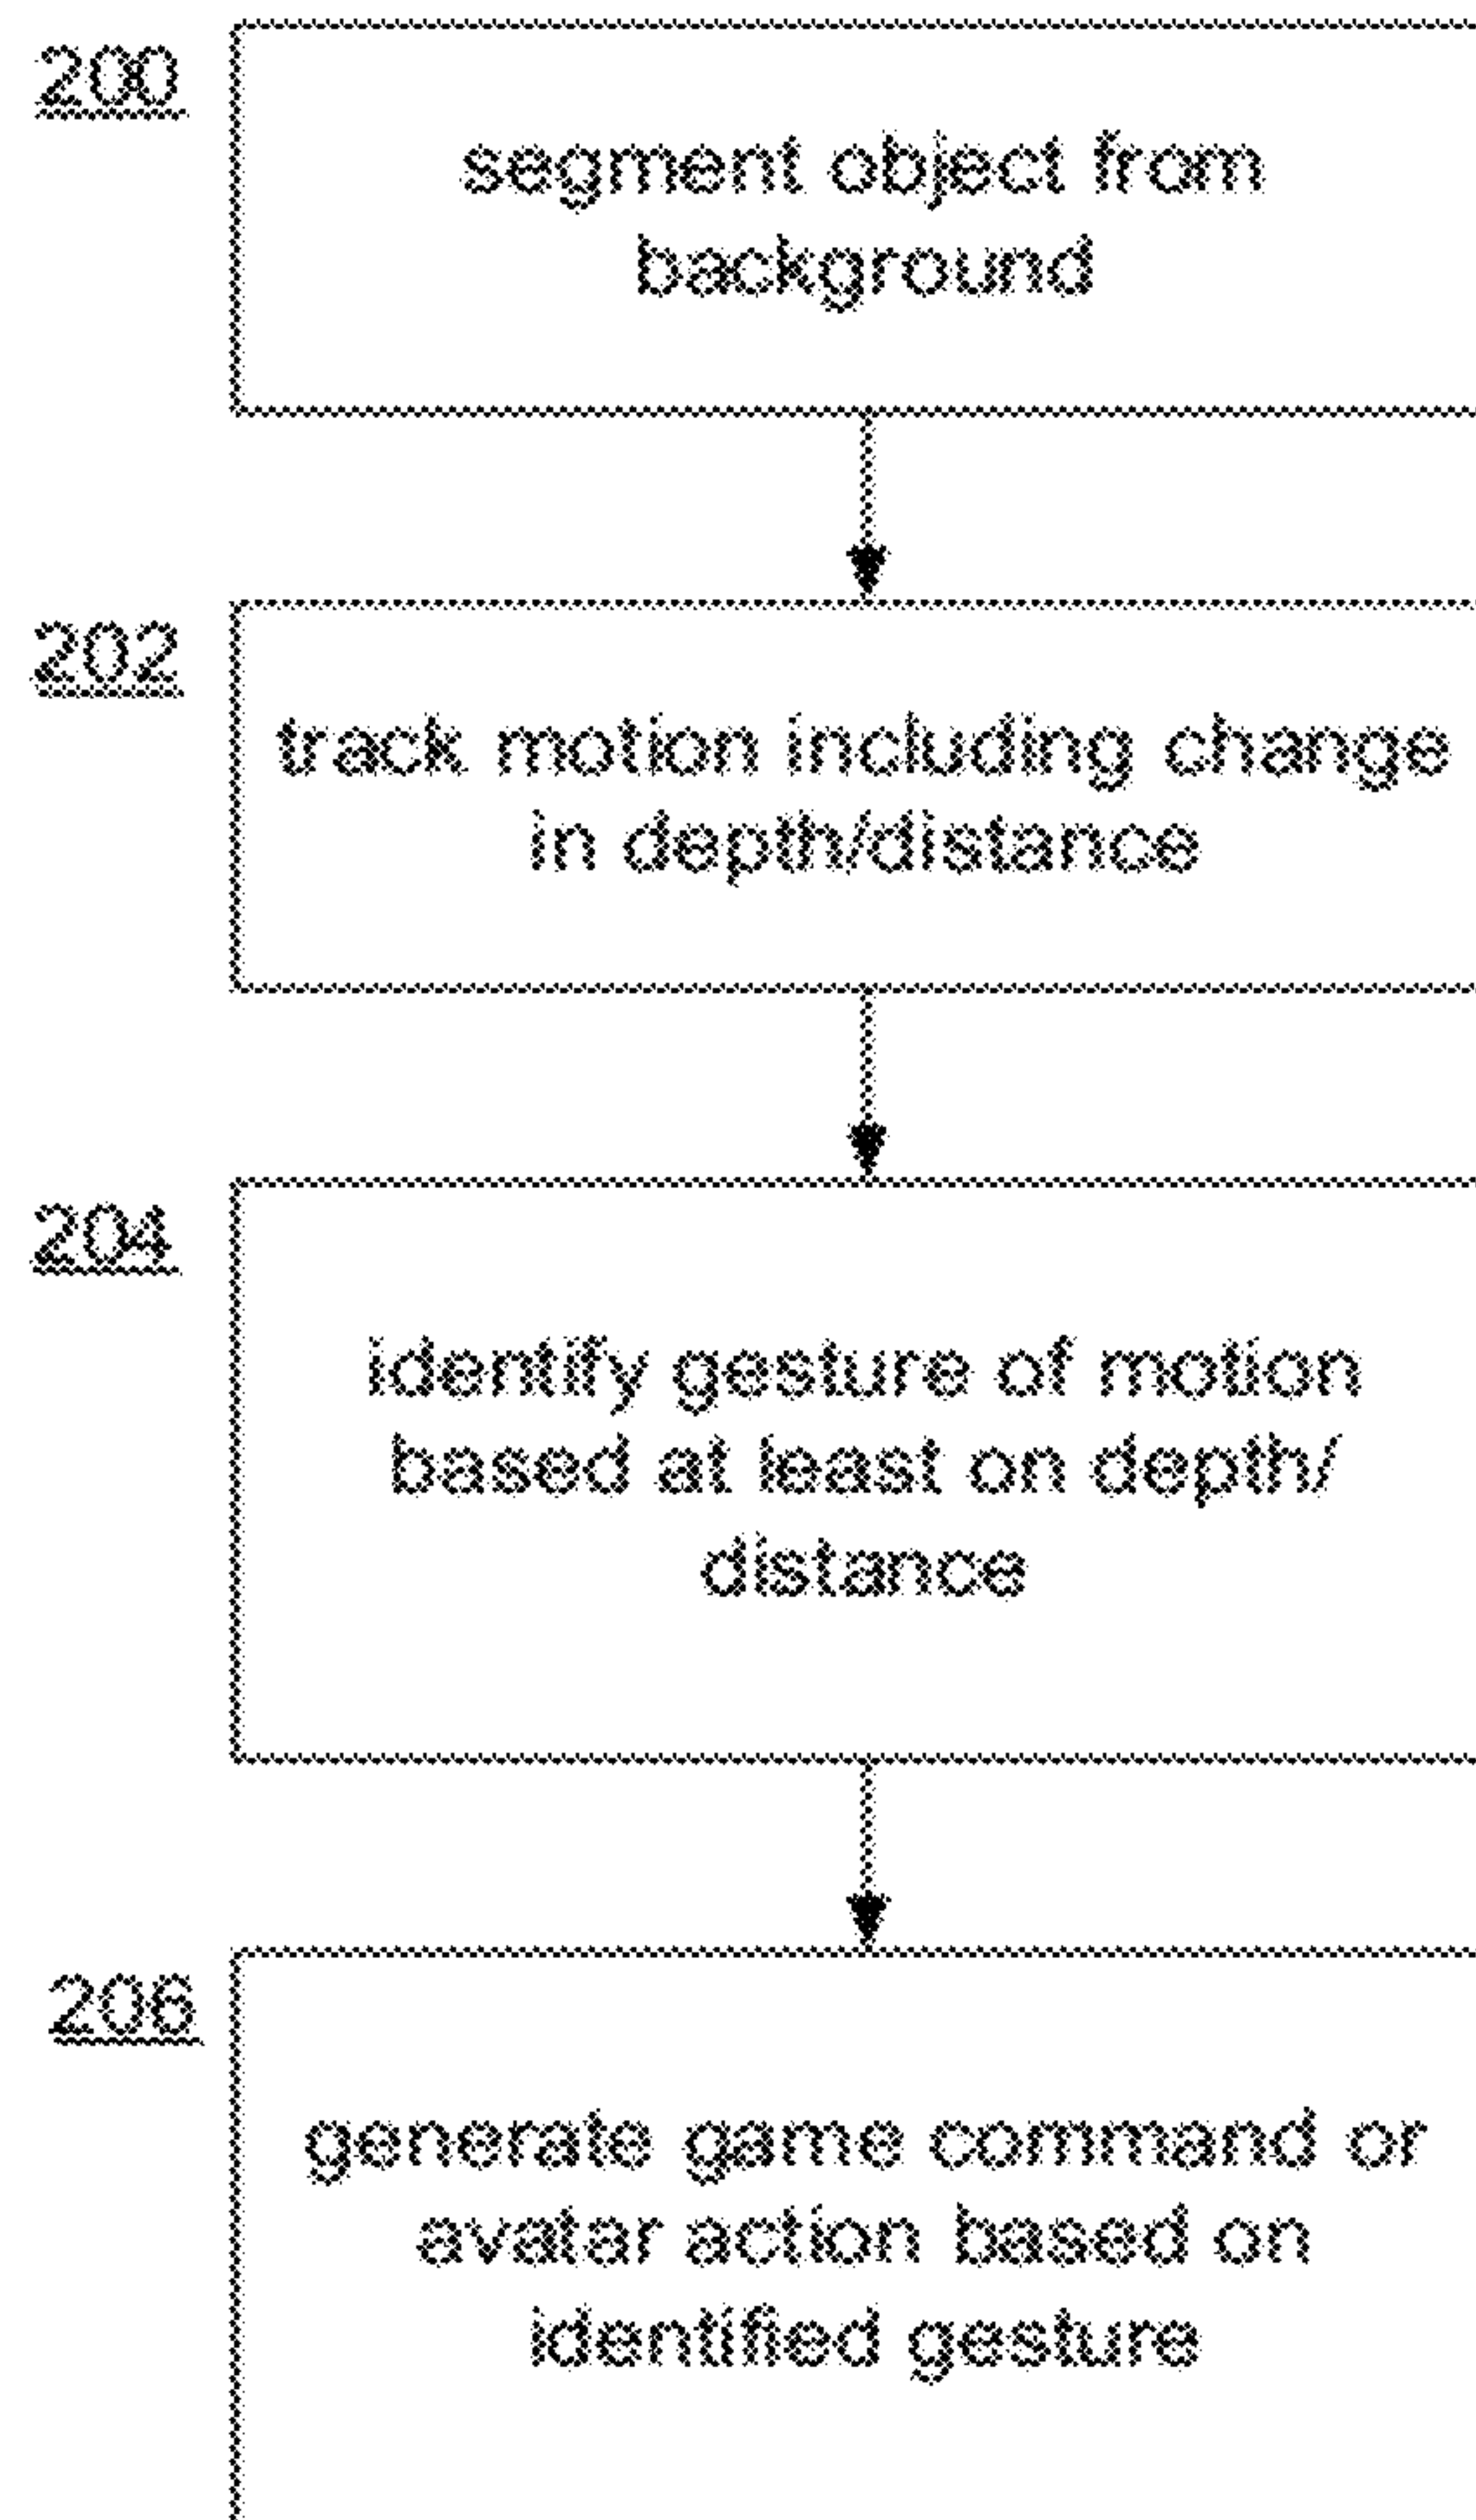 200
segment object from
background
202
track motion including change
in depth/distance
204
identify gesture of motion
based at least on depth/
distance
206
generate game command or
avatar action based on
identified gesture